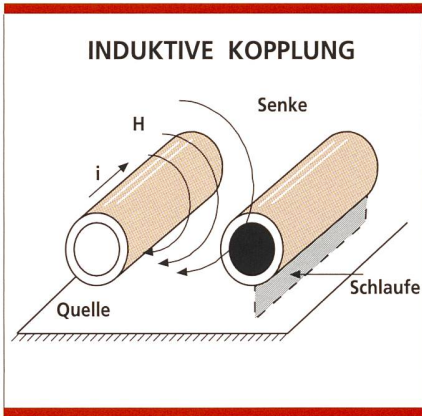 INDUKTIVE KOPPLUNG
Senke
H
i
Schlaufe
Quelle